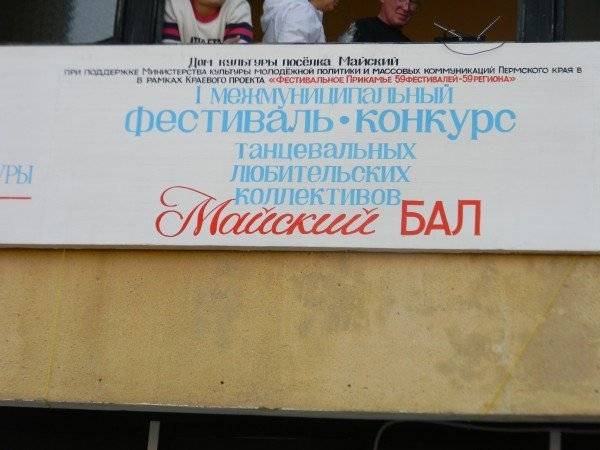 Дом культуры посёлка Майский
при поддержке Министерства культуры молодёжной политики и массовых коммуникаций Пермского края в
в рамках Краевого проекта «Фестивальное Прикамье 59фестивалей-59региона»
I межмуниципальный
фестиваль·конкурс
танцевальных
любительских
УРЫ
коллективов
Майский БАЛ